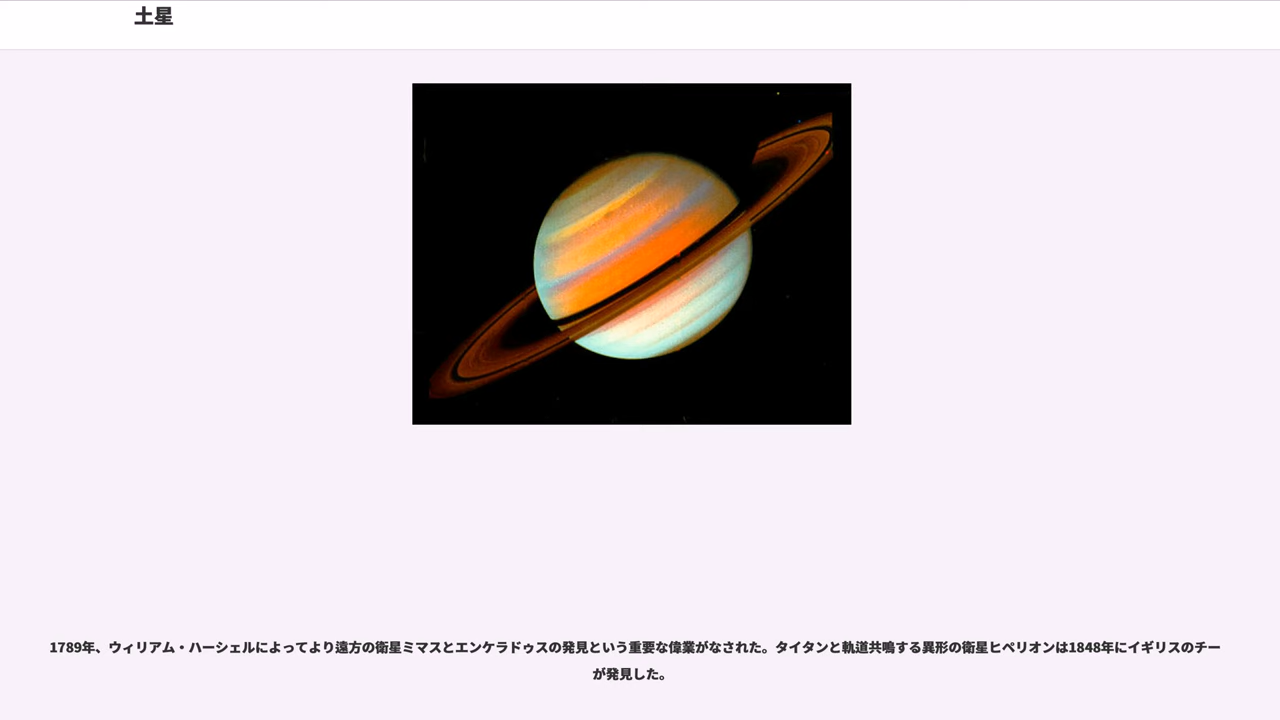 土星
1789年、ウィリアム・ハーシェルによってより遠方の衛星ミマスとエンケラドゥスの発見という重要な偉業がなされた。タイタンと軌道共鳴する異形の衛星ヒペリオンは1848年にイギリスのチー
が発見した。